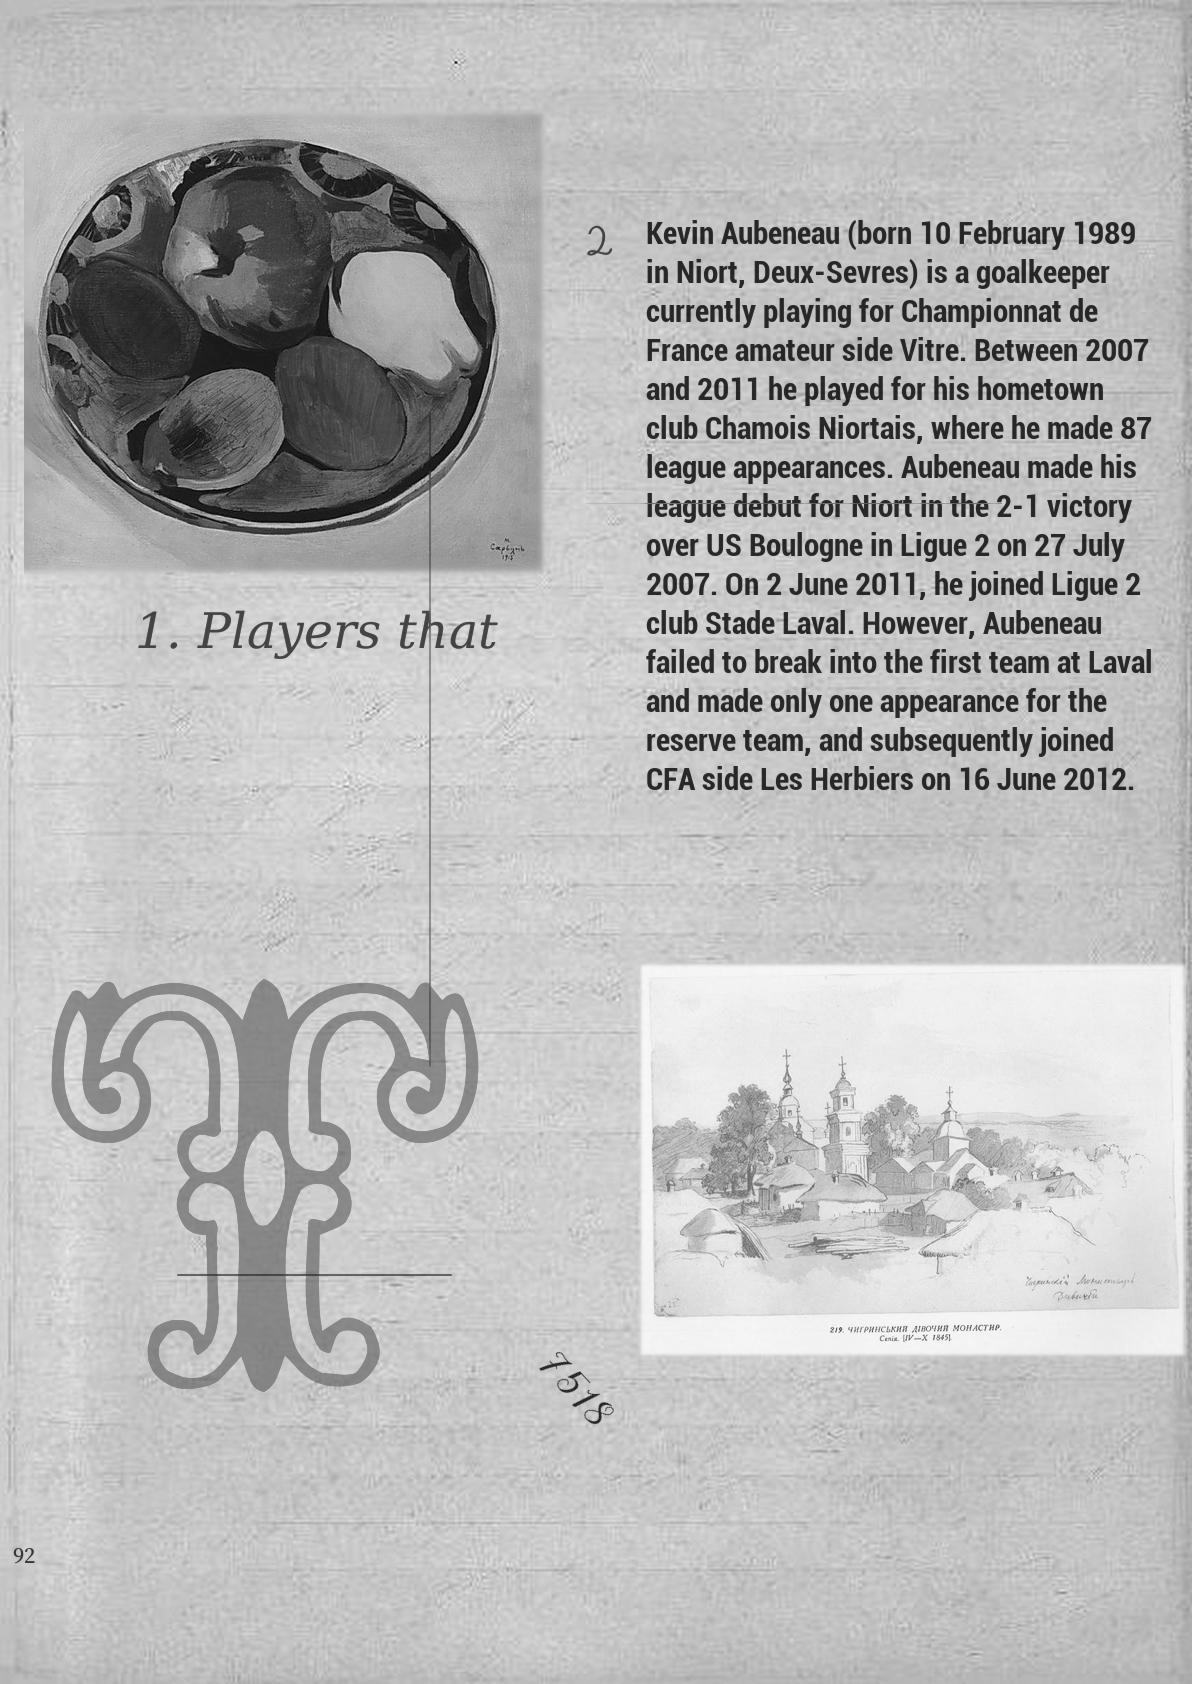 М. Сарьянъ
1. Players that
2
Kevin Aubeneau (born 10 February 1989
in Niort, Deux-Sevres) is a goalkeeper
currently playing for Championnat de
France amateur side Vitre. Between 2007
and 2011 he played for his hometown
club Chamois Niortais, where he made 87
league appearances. Aubeneau made his
league debut for Niort in the 2-1 victory
over US Boulogne in Ligue 2 on 27 July
2007. On 2 June 2011, he joined Ligue 2
club Stade Laval. However, Aubeneau
failed to break into the first team at Laval
and made only one appearance for the
reserve team, and subsequently joined
CFA side Les Herbiers on 16 June 2012.
T
219. ЧИГРИНСЬКИЙ ДІВОЧИЙ МОНАСТИР.
Сепія. [IV—X 1845].
7518
92